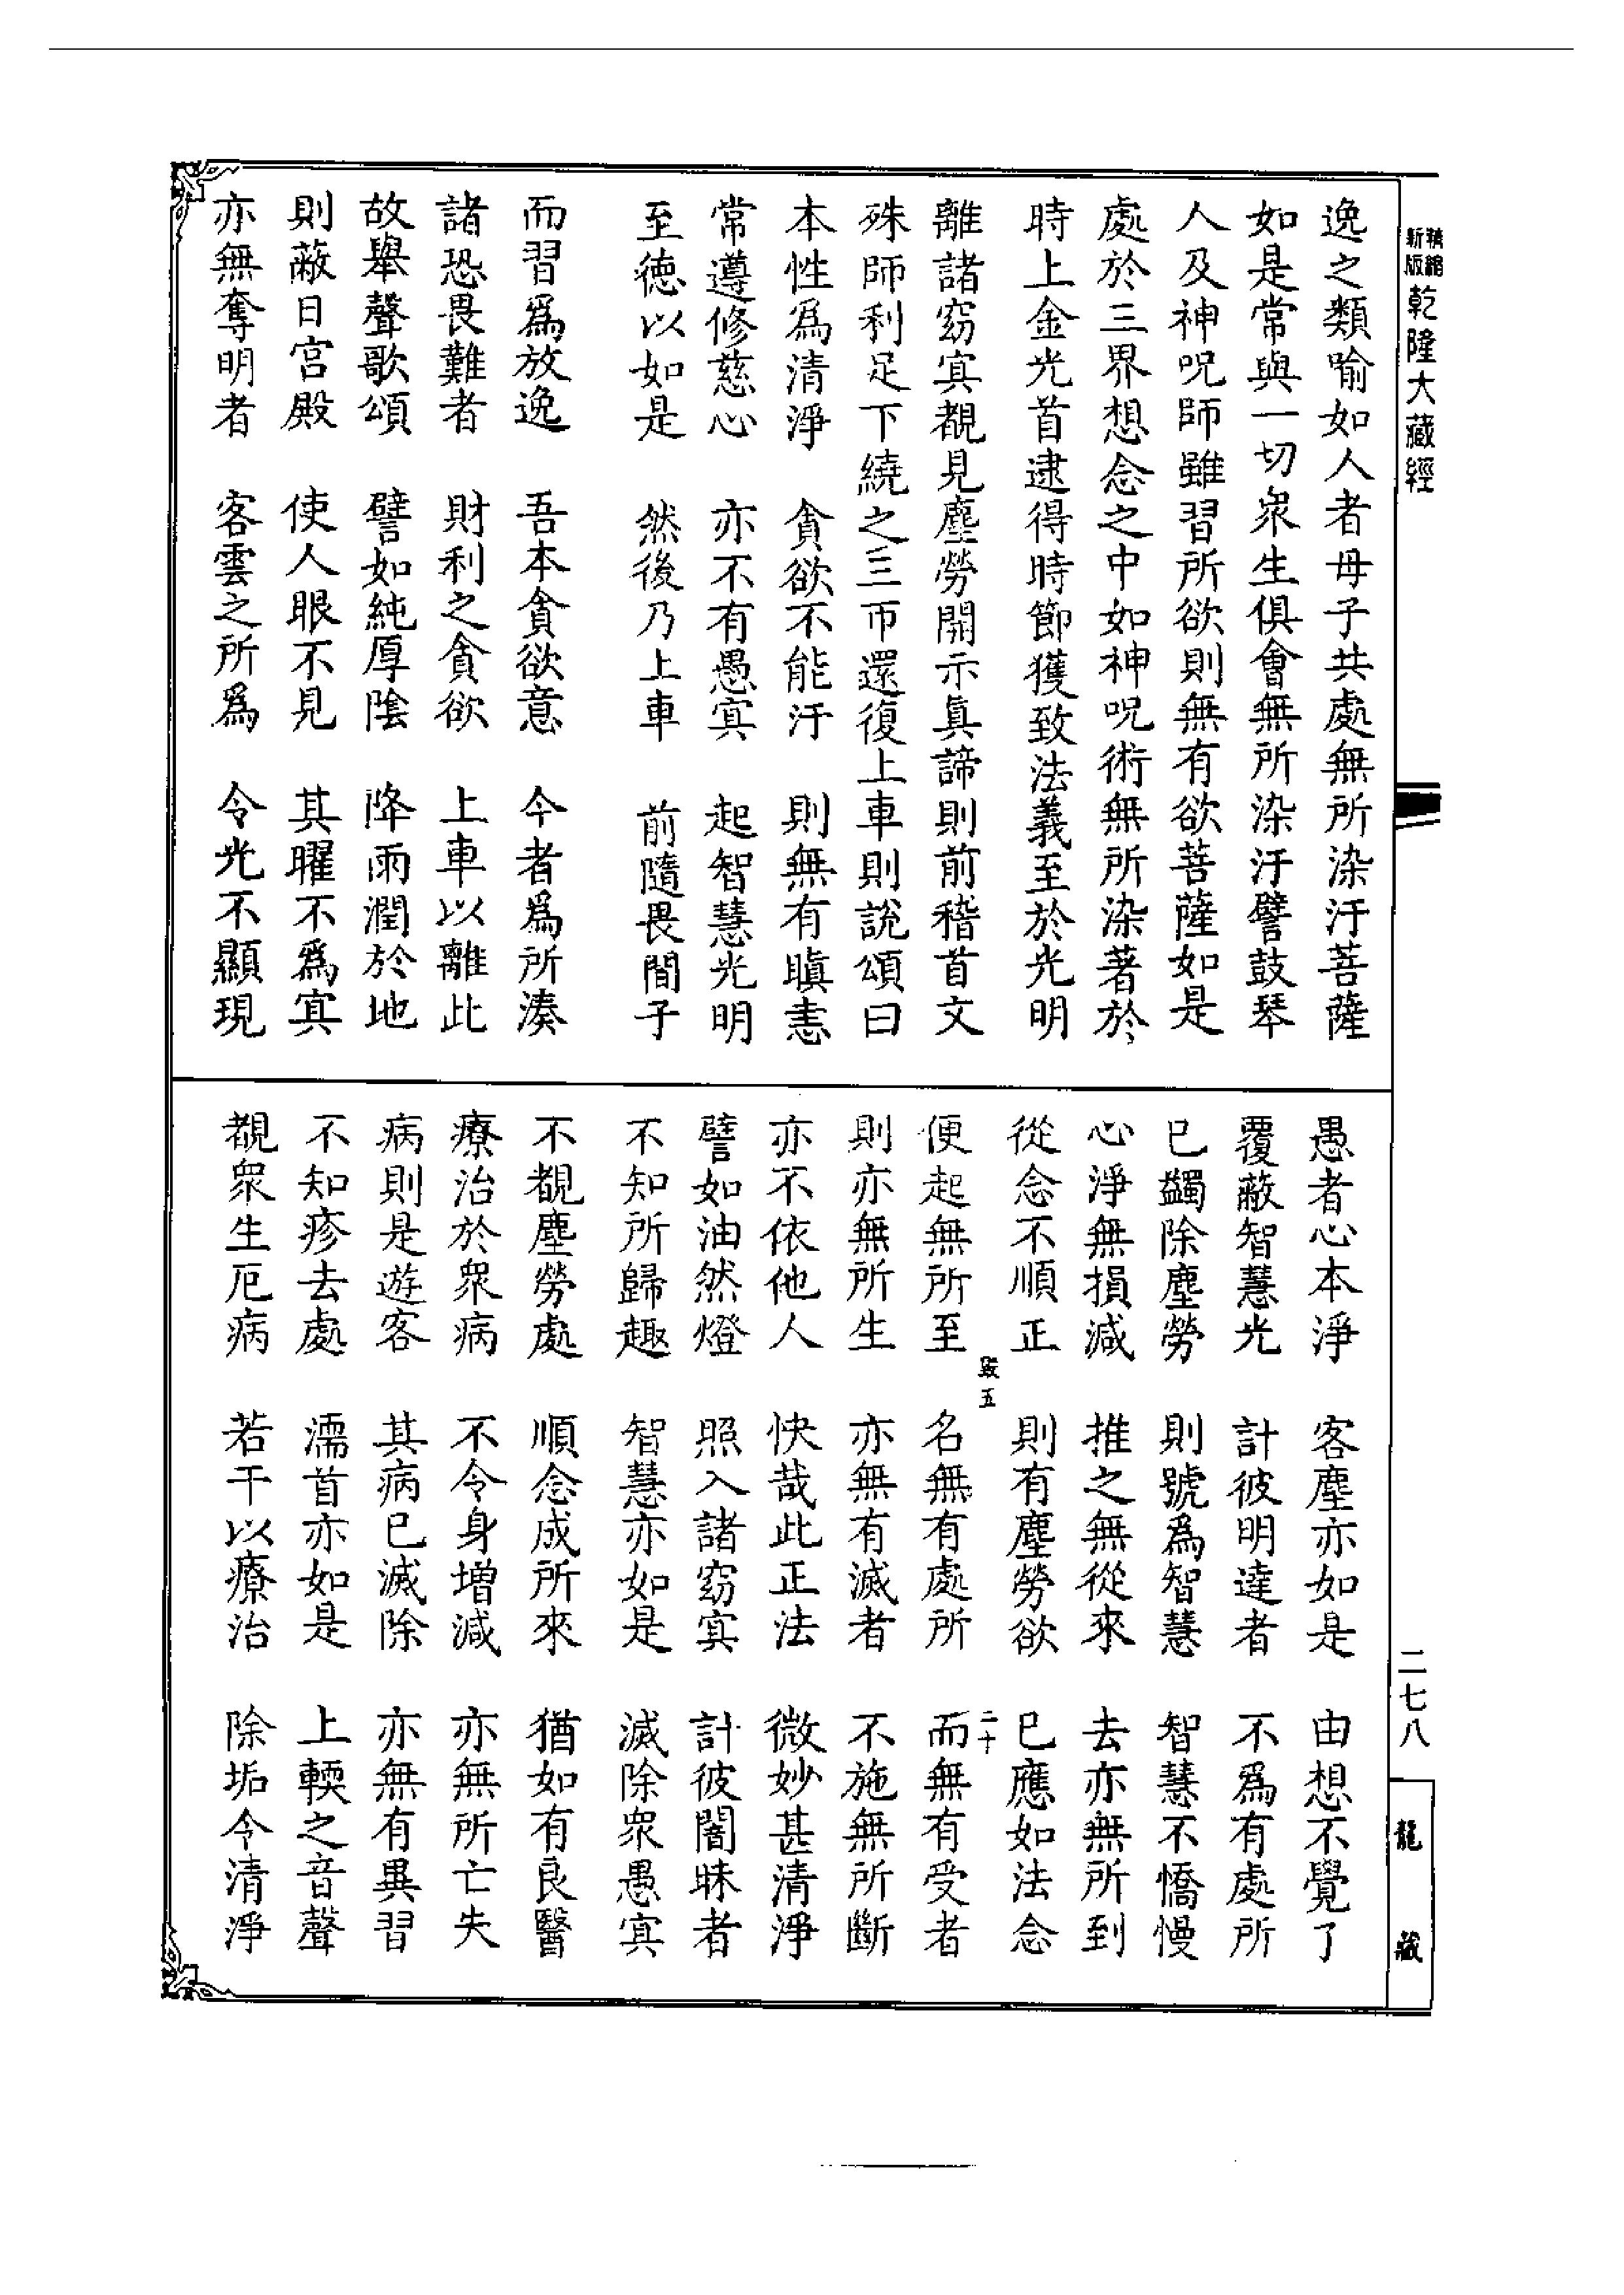 精縮新版乾隆大藏經
逸之類喻如人者母子共處無所染汙菩薩
如是常與一切衆生俱會無所染汙譬鼓琴
人及神呪師雖習所欲則無有欲菩薩如是
處於三界想念之中如神呪術無所染著於
時上金光首逮得時節獲致法義至於光明
離諸窈㝠覩見塵勞開示眞諦則前稽首文
殊師利足下繞之三帀還復上車則說頌曰
本性爲清淨　貪欲不能汙　則無有瞋恚
常遵修慈心　亦不有愚㝠　起智慧光明
至德以如是　然後乃上車　前隨畏間子
而習爲放逸　吾本貪欲意　今者爲所湊
諸恐畏難者　財利之貪欲　上車以離此
故舉聲歌頌　譬如純厚陰　降雨潤於地
則蔽日宮殿　使人眼不見　其曜不爲㝠
亦無奪明者　客雲之所爲　令光不顯現
愚者心本淨　客塵亦如是　由想不覺了
覆蔽智慧光　計彼明達者　不爲有處所
已蠲除塵勞　則號爲智慧　智慧不憍慢
心淨無損減　推之無從來　去亦無所到
從念不順正　則有塵勞欲　已應如法念
毀五　二十
便起無所至　名無有處所　而無有受者
則亦無所生　亦無有滅者　不施無所斷
亦不依他人　快哉此正法　微妙甚清淨
譬如油然燈　照入諸窈㝠　計彼闇昧者
不知所歸趣　智慧亦如是　滅除衆愚㝠
不覩塵勞處　順念成所來　猶如有良醫
療治於衆病　不令身增減　亦無所亡失
病則是遊客　其病已滅除　亦無有異習
不知疹去處　濡首亦如是　上輭之音聲
覩衆生厄病　若干以療治　除垢令清淨
二七八
龍藏